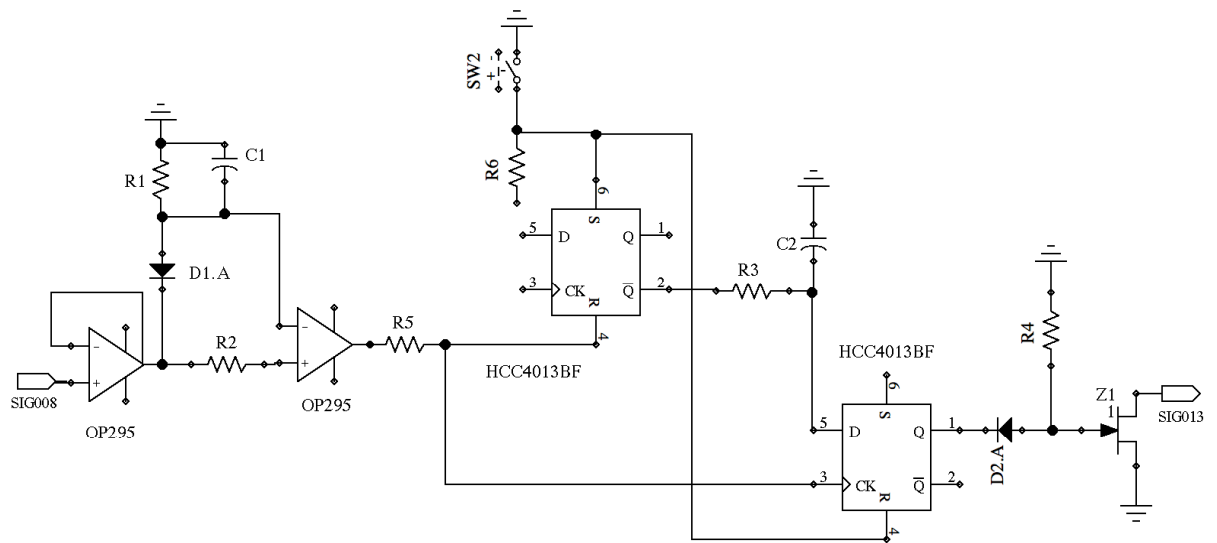 SW2
+ -
R6
C1
R1
D1.A
6
S
5 D Q 1
3 CK Q̅ 2
R
4
HCC4013BF
C2
R3
R2
R5
-
+
SIG008
OP295
-
+
OP295
R4
HCC4013BF
6
S
5 D Q 1
3 CK Q̅ 2
R
4
D2.A
Z1
1
SIG013